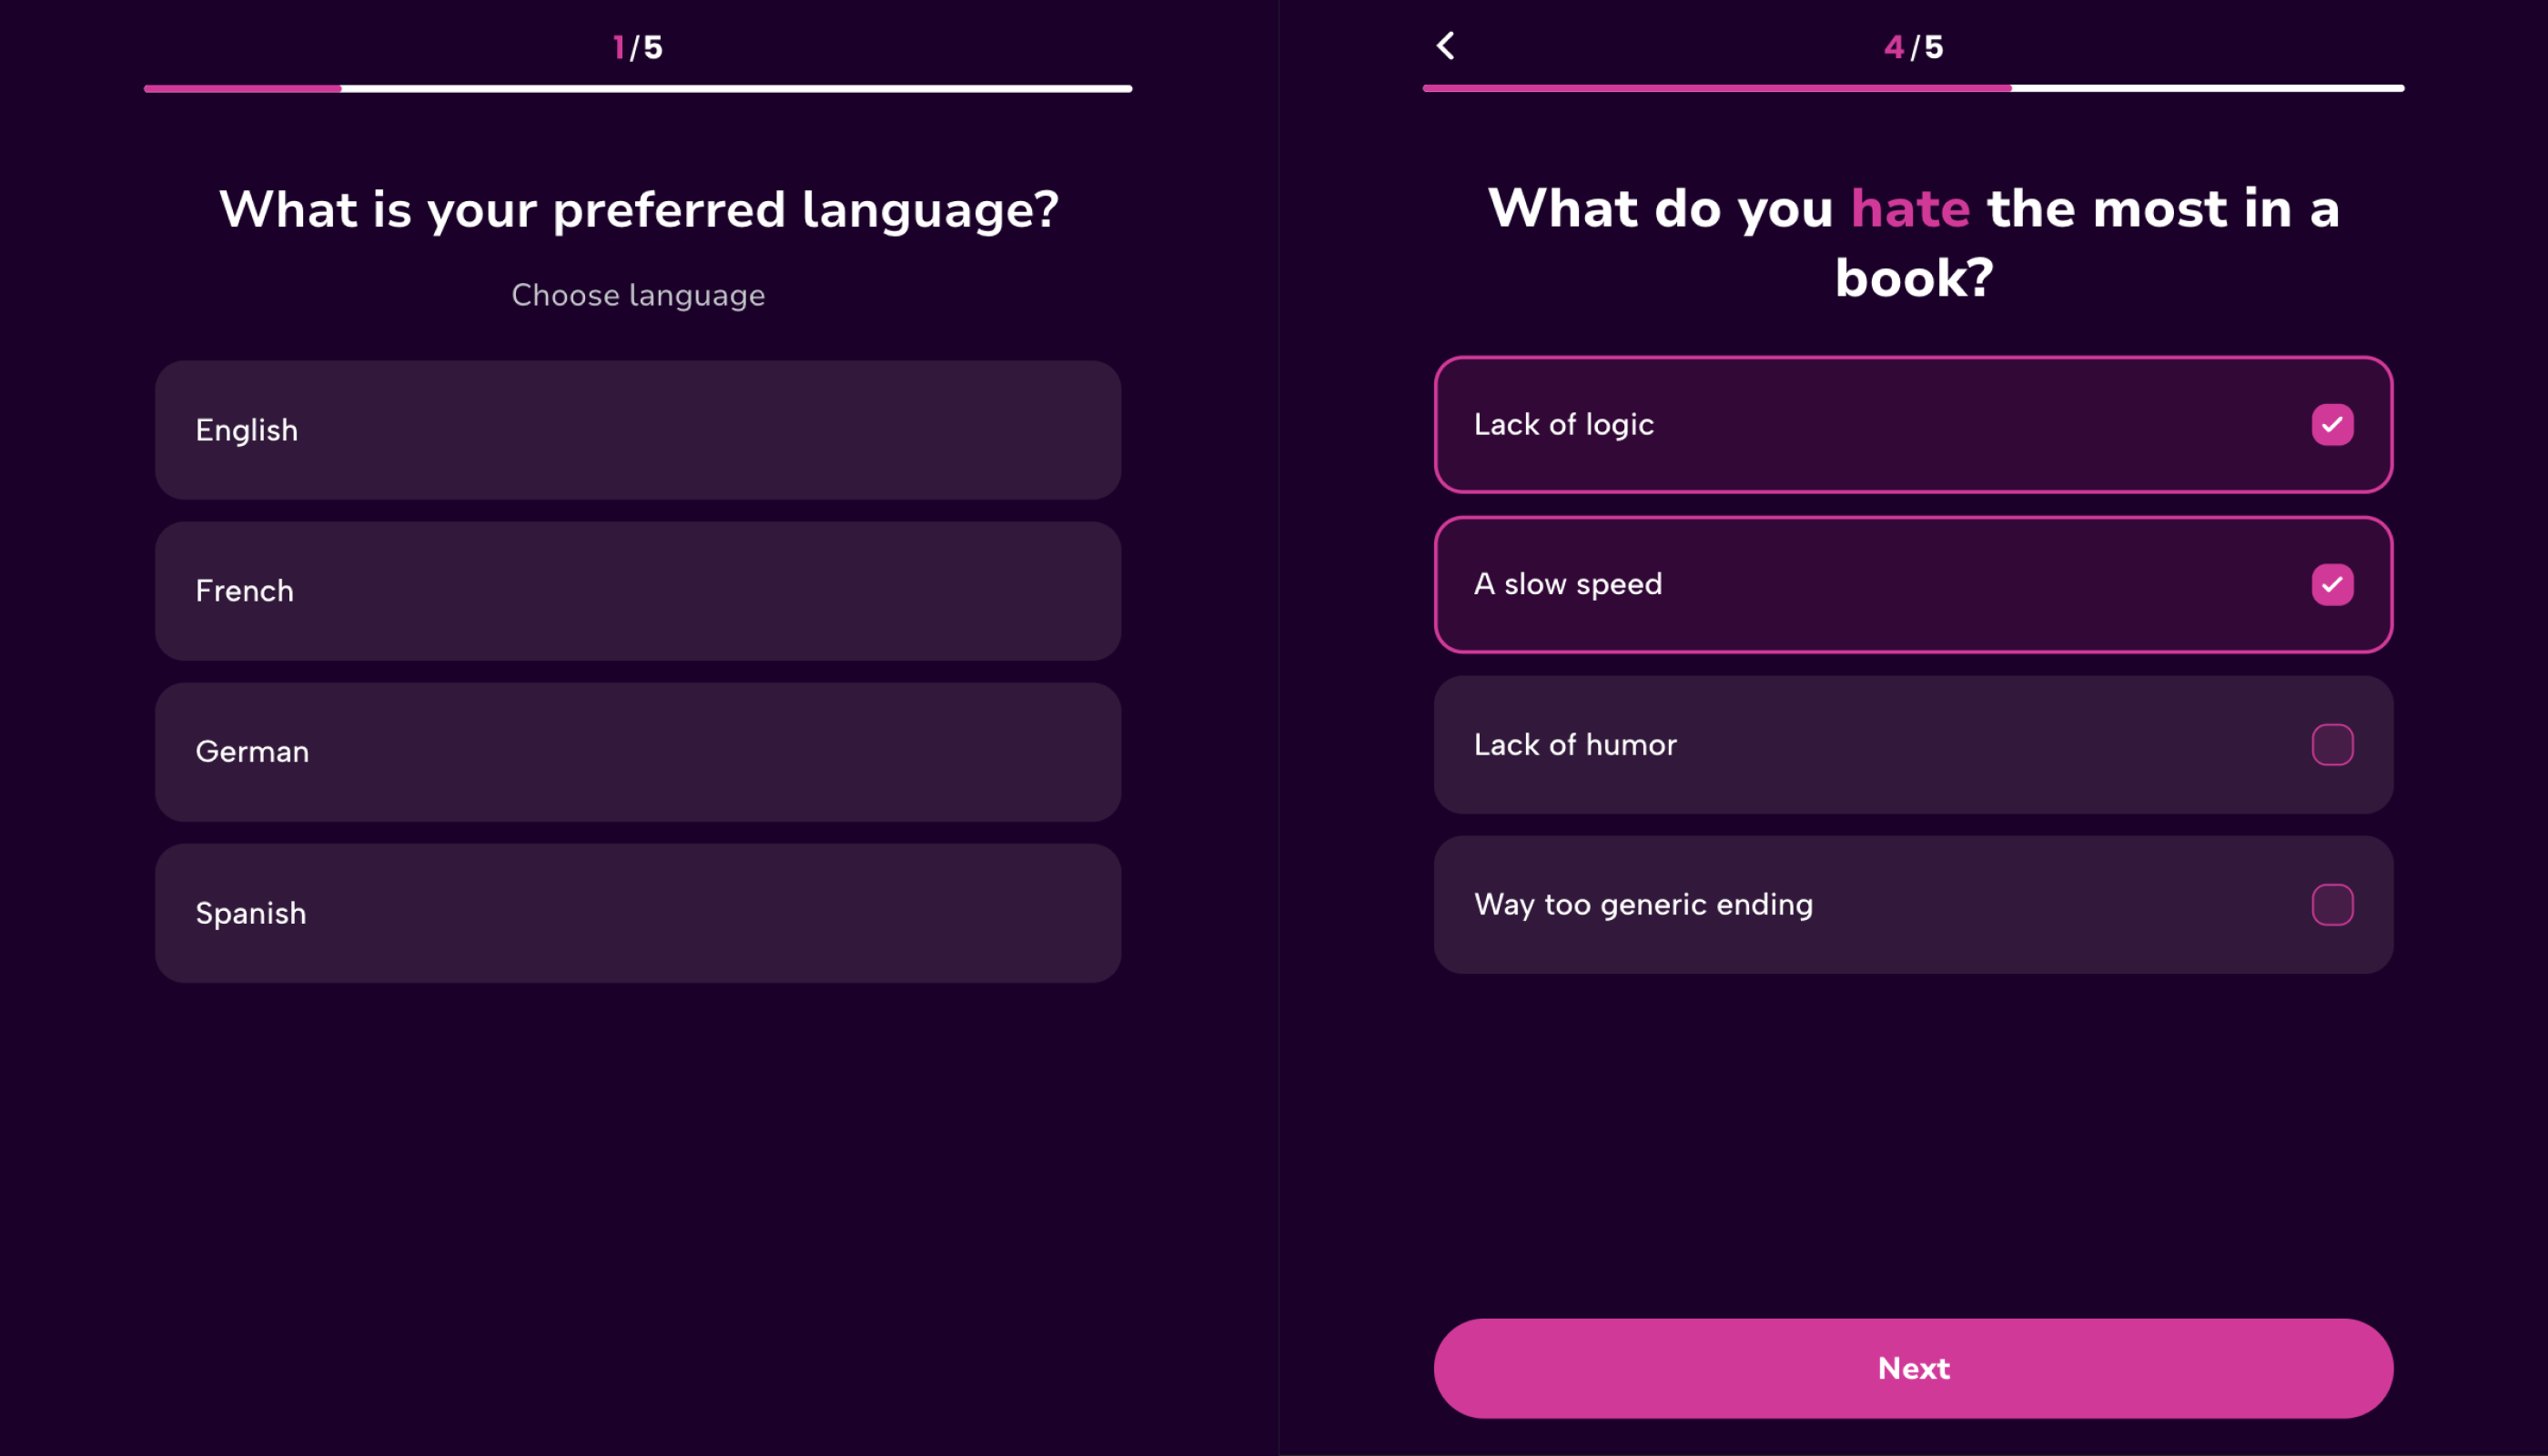 1/5
What is your preferred language?
Choose language
English
French
German
Spanish
4/5
What do you hate the most in a
book?
Lack of logic
A slow speed
Lack of humor
Way too generic ending
Next